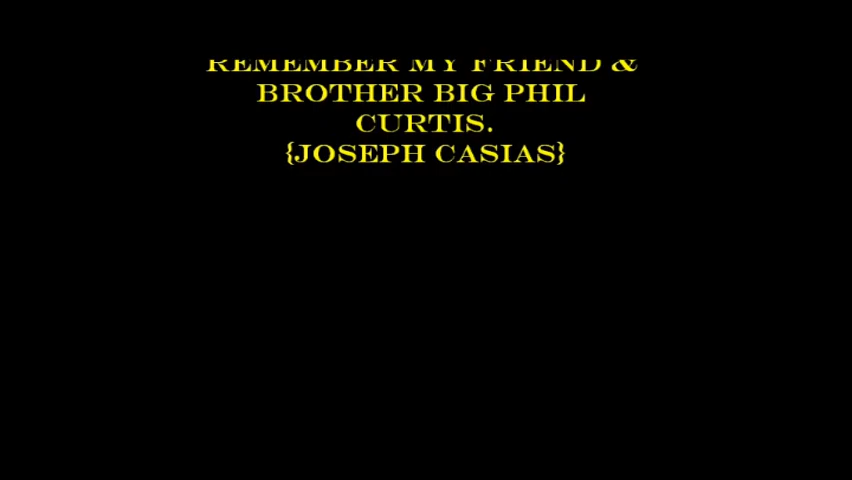 REMEMBER MY FRIEND &
BROTHER BIG PHIL
CURTIS.
{JOSEPH CASIAS}